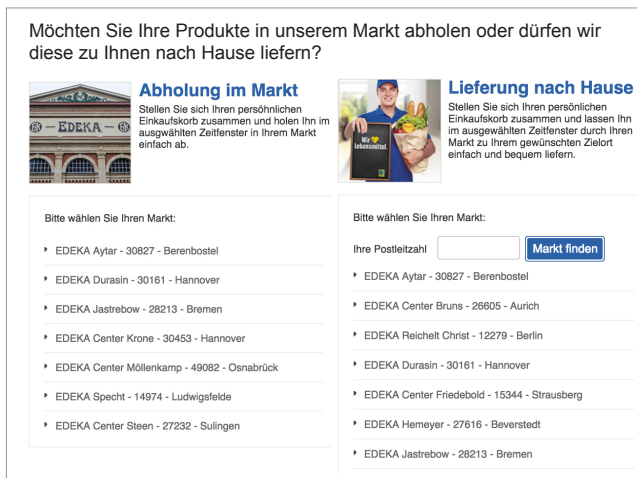 Möchten Sie Ihre Produkte in unserem Markt abholen oder dürfen wir
diese zu Ihnen nach Hause liefern?
EDEKA
Abholung im Markt
Stellen Sie sich Ihren persöhnlichen
Einkaufskorb zusammen und holen Ihn im
ausgwählten Zeitfenster in Ihrem Markt
einfach ab.
Wir
Lebensmittel.
Lieferung nach Hause
Stellen Sie sich Ihren persönlichen
Einkaufskorb zusammen und lassen Ihn
im ausgewählten Zeitfenster durch Ihren
Markt zu Ihrem gewünschten Zielort
einfach und bequem liefern.
Bitte wählen Sie Ihren Markt:
EDEKA Aytar - 30827 - Berenbostel
EDEKA Durasin - 30161 - Hannover
EDEKA Jastrebow - 28213 - Bremen
EDEKA Center Krone - 30453 - Hannover
EDEKA Center Möllenkamp - 49082 - Osnabrück
EDEKA Specht - 14974 - Ludwigsfelde
EDEKA Center Steen - 27232 - Sulingen
Bitte wählen Sie Ihren Markt:
Ihre Postleitzahl Markt finden
EDEKA Aytar - 30827 - Berenbostel
EDEKA Center Bruns - 26605 - Aurich
EDEKA Reichelt Christ - 12279 - Berlin
EDEKA Durasin - 30161 - Hannover
EDEKA Center Friedebold - 15344 - Strausberg
EDEKA Hemeyer - 27616 - Beverstedt
EDEKA Jastrebow - 28213 - Bremen